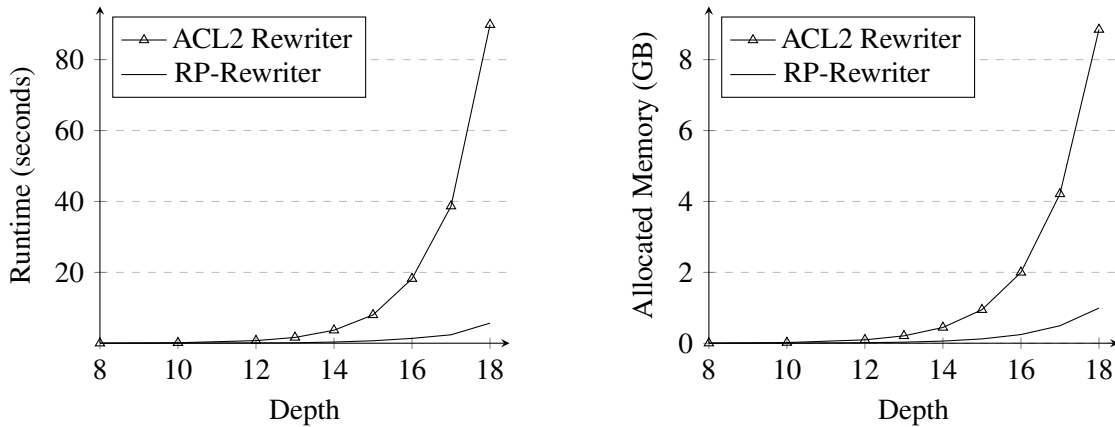 ACL2 Rewriter
RP-Rewriter
80
60
40
20
Runtime (seconds)
8 10 12 14 16 18
Depth
ACL2 Rewriter
RP-Rewriter
8
6
4
2
0
Allocated Memory (GB)
8 10 12 14 16 18
Depth